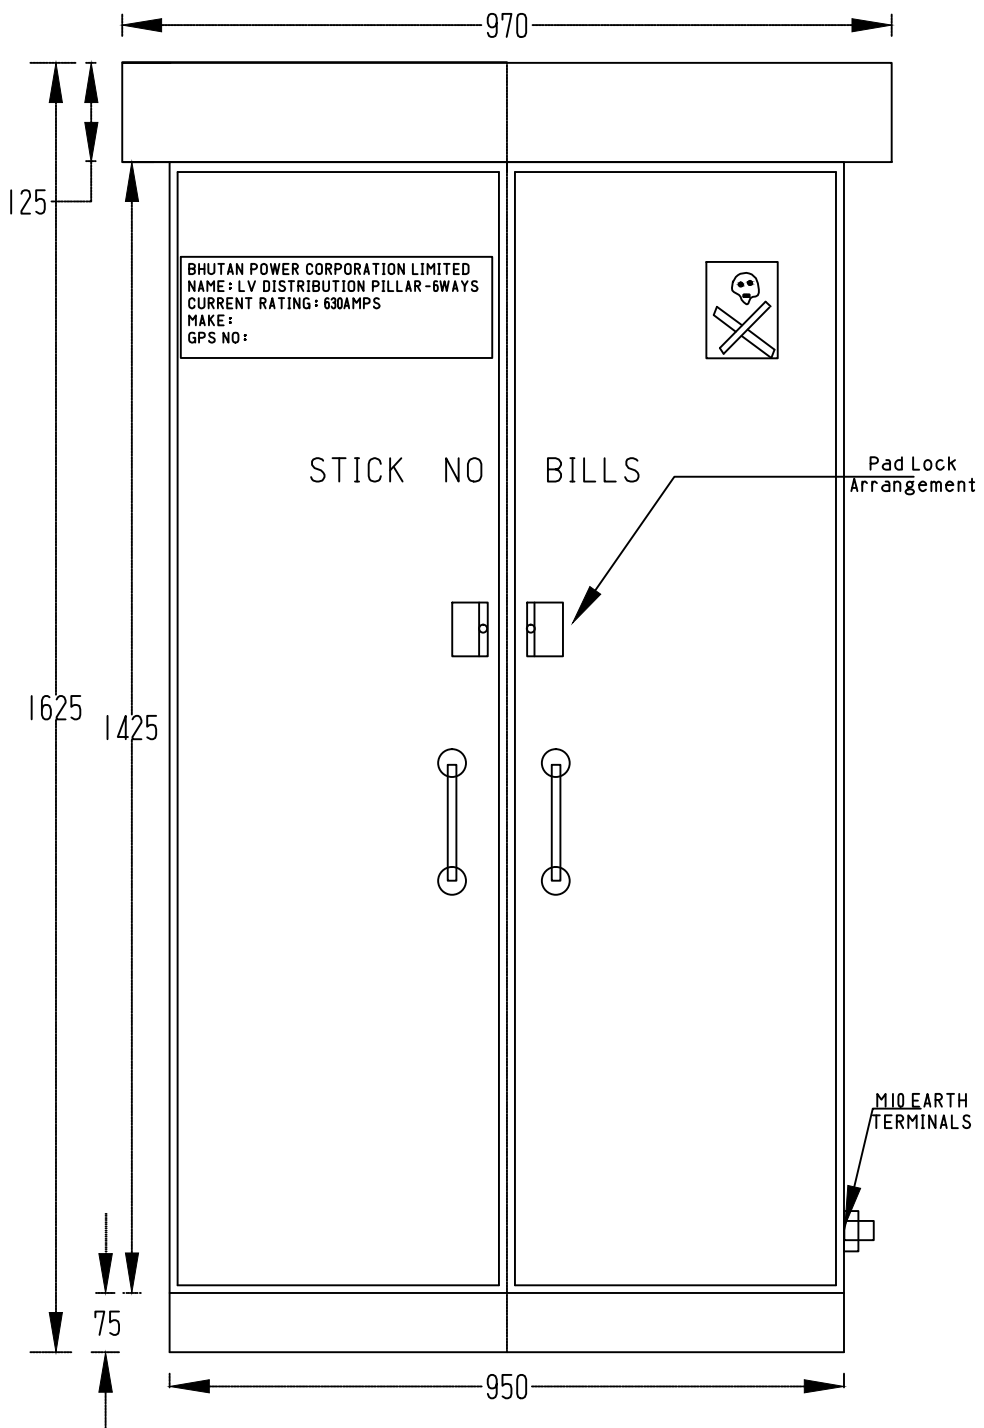 970
125
BHUTAN POWER CORPORATION LIMITED
NAME: LV DISTRIBUTION PILLAR-6WAYS
CURRENT RATING: 630AMPS
MAKE:
GPS NO:
STICK NO BILLS
Pad Lock
Arrangement
1625
1425
M10 EARTH
TERMINALS
75
950